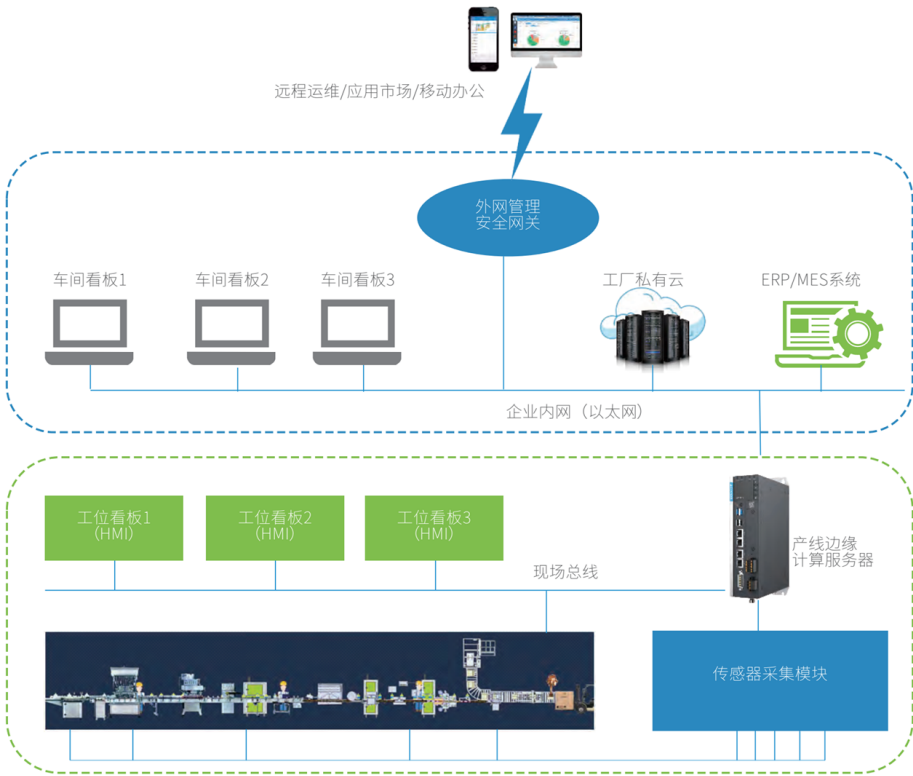 远程运维/应用市场/移动办公
外网管理
安全网关
车间看板1
车间看板2
车间看板3
工厂私有云
ERP/MES系统
企业内网（以太网）
工位看板1
（HMI）
工位看板2
（HMI）
工位看板3
（HMI）
产线边缘
计算服务器
现场总线
传感器采集模块